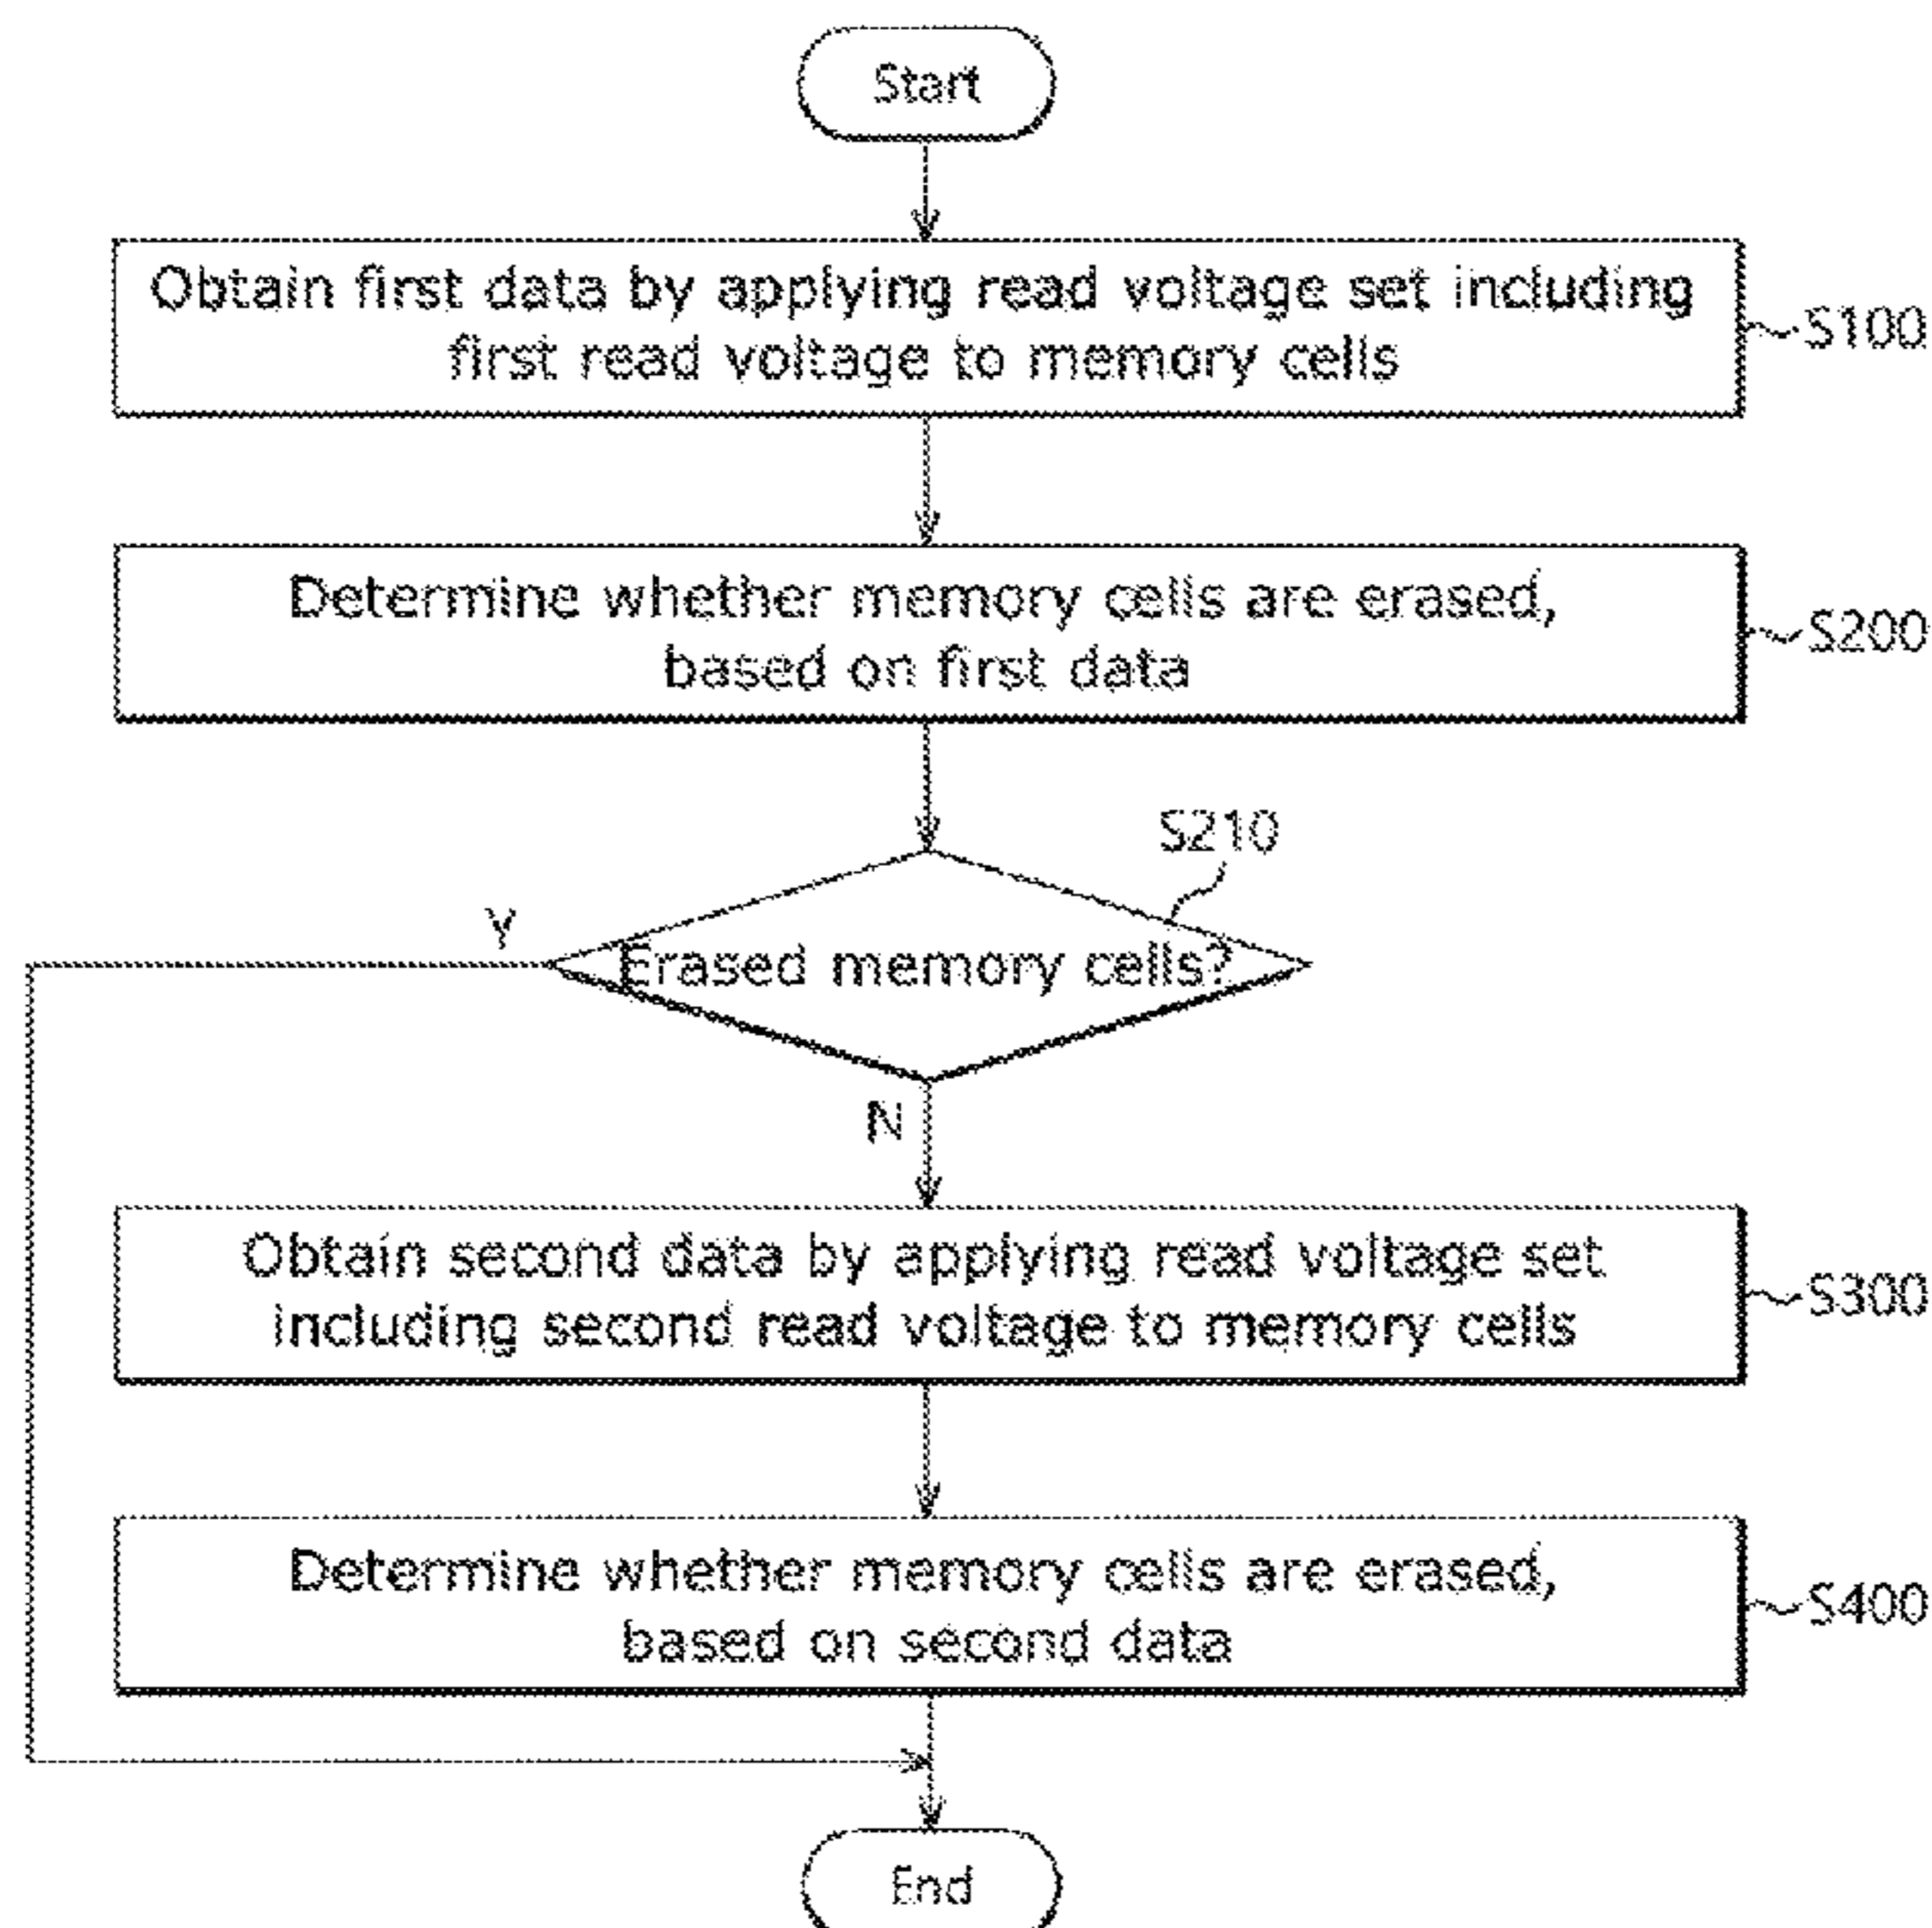 Start
Obtain first data by applying read voltage set including
first read voltage to memory cells
S100
Determine whether memory cells are erased,
based on first data
S200
S210
Y
Erased memory cells?
N
Obtain second data by applying read voltage set
including second read voltage to memory cells
S300
Determine whether memory cells are erased,
based on second data
S400
End